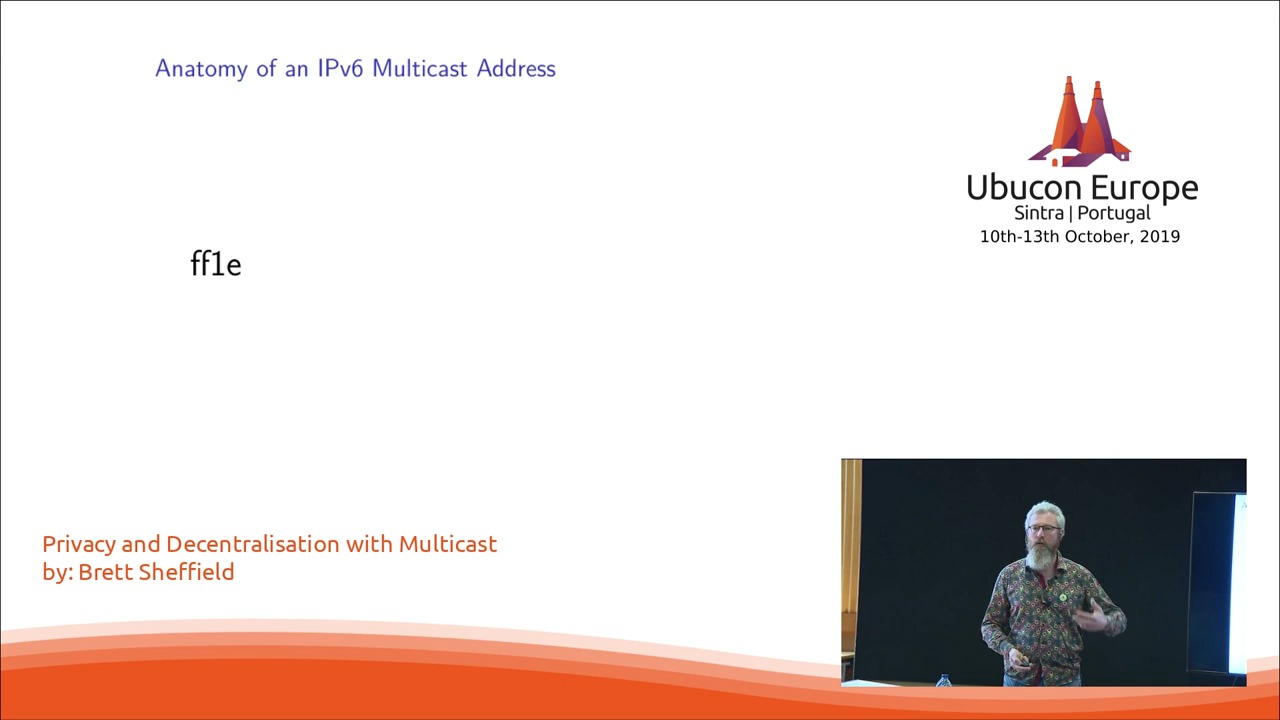 Anatomy of an IPv6 Multicast Address
Ubucon Europe
Sintra | Portugal
10th-13th October, 2019
ff1e
Privacy and Decentralisation with Multicast
by: Brett Sheffield